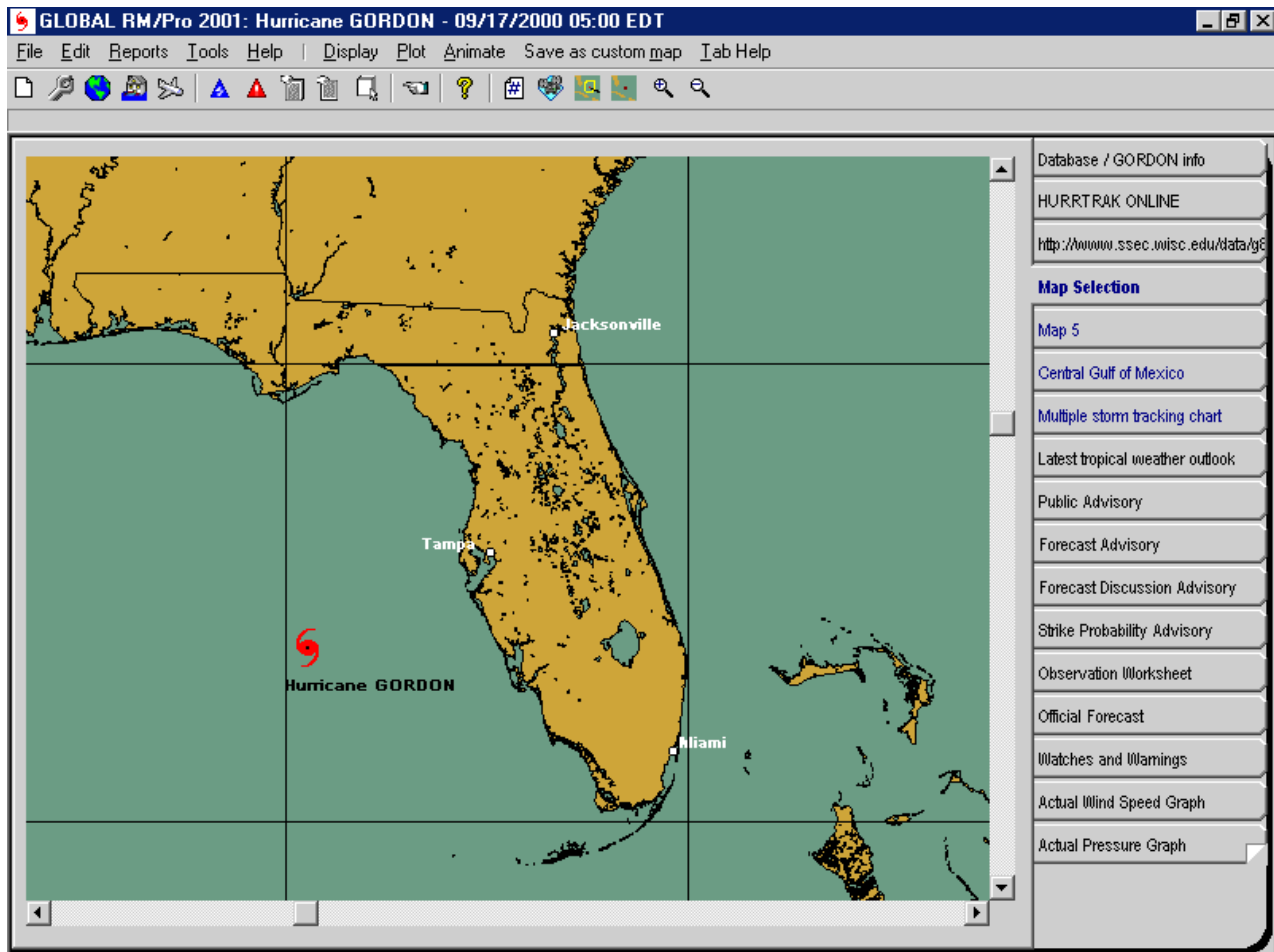 GLOBAL RM/Pro 2001: Hurricane GORDON - 09/17/2000 05:00 EDT
File Edit Reports Tools Help | Display Plot Animate Save as custom map Tab Help
Database / GORDON info
HURRTRAK ONLINE
http://www.ssec.wisc.edu/data/g8
Map Selection
Map 5
Central Gulf of Mexico
Multiple storm tracking chart
Latest tropical weather outlook
Public Advisory
Forecast Advisory
Forecast Discussion Advisory
Strike Probability Advisory
Observation Worksheet
Official Forecast
Watches and Warnings
Actual Wind Speed Graph
Actual Pressure Graph
Jacksonville
Tampa
Hurricane GORDON
Miami